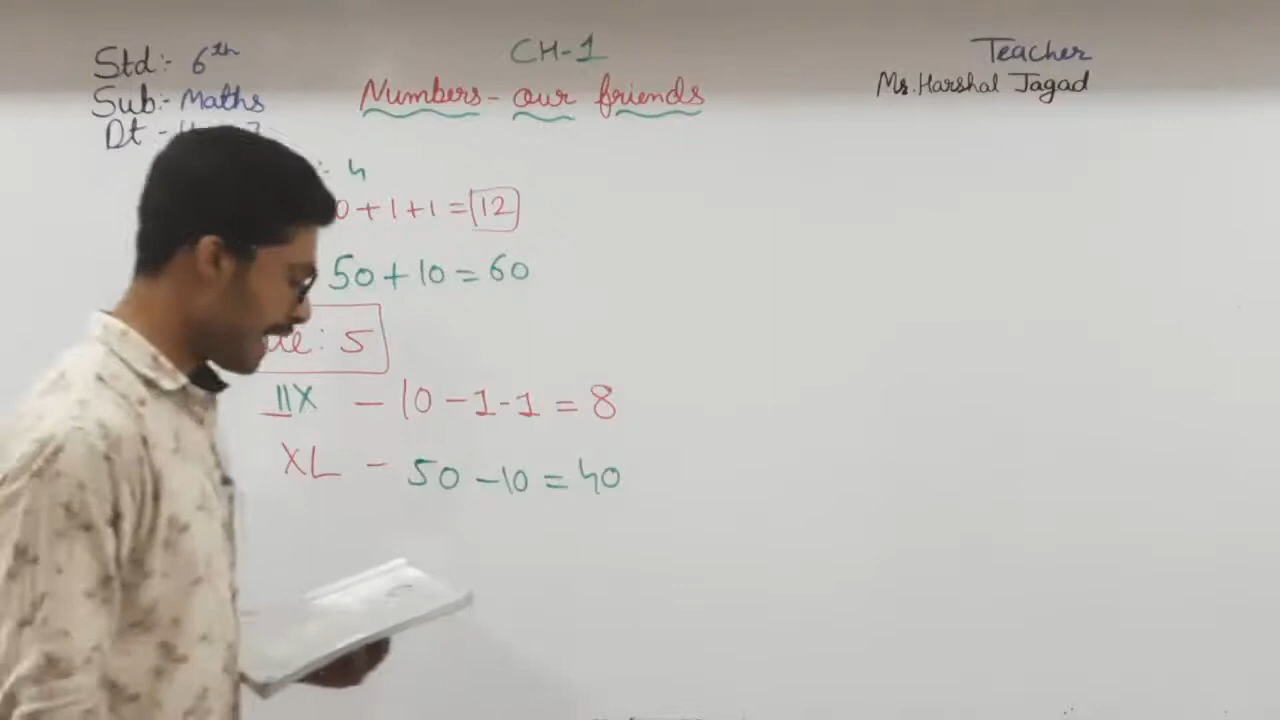 Std:- 6th
CH-1
Teacher
Sub:- Maths
Numbers - our friends
Mr. Harshal Jagad
Dt -
: 4
0+1+1=12
50+10=60
: 5
IIX - 10-1-1=8
XL - 50-10=40